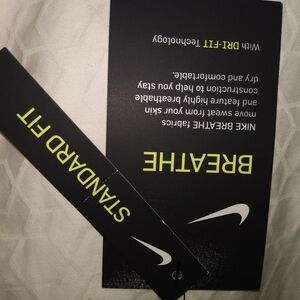 BREATHE
NIKE BREATHE fabrics
move sweat from your skin
and feature highly breathable
construction to help you stay
dry and comfortable.
With DRI-FIT Technology
STANDARD FIT